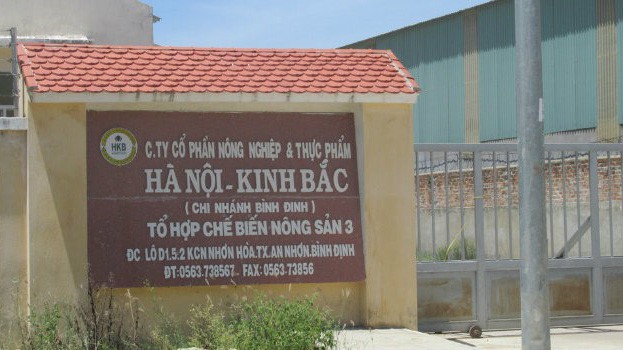 HKB
C.TY CỔ PHẦN NÔNG NGHIỆP & THỰC PHẨM
HÀ NỘI - KINH BẮC
( CHI NHÁNH BÌNH ĐỊNH )
TỔ HỢP CHẾ BIẾN NÔNG SẢN 3
ĐC LÔ D1.5.2 KCN NHƠN HÒA.TX.AN NHƠN.BÌNH ĐỊNH
ĐT:0563.738567 FAX: 0563-73856